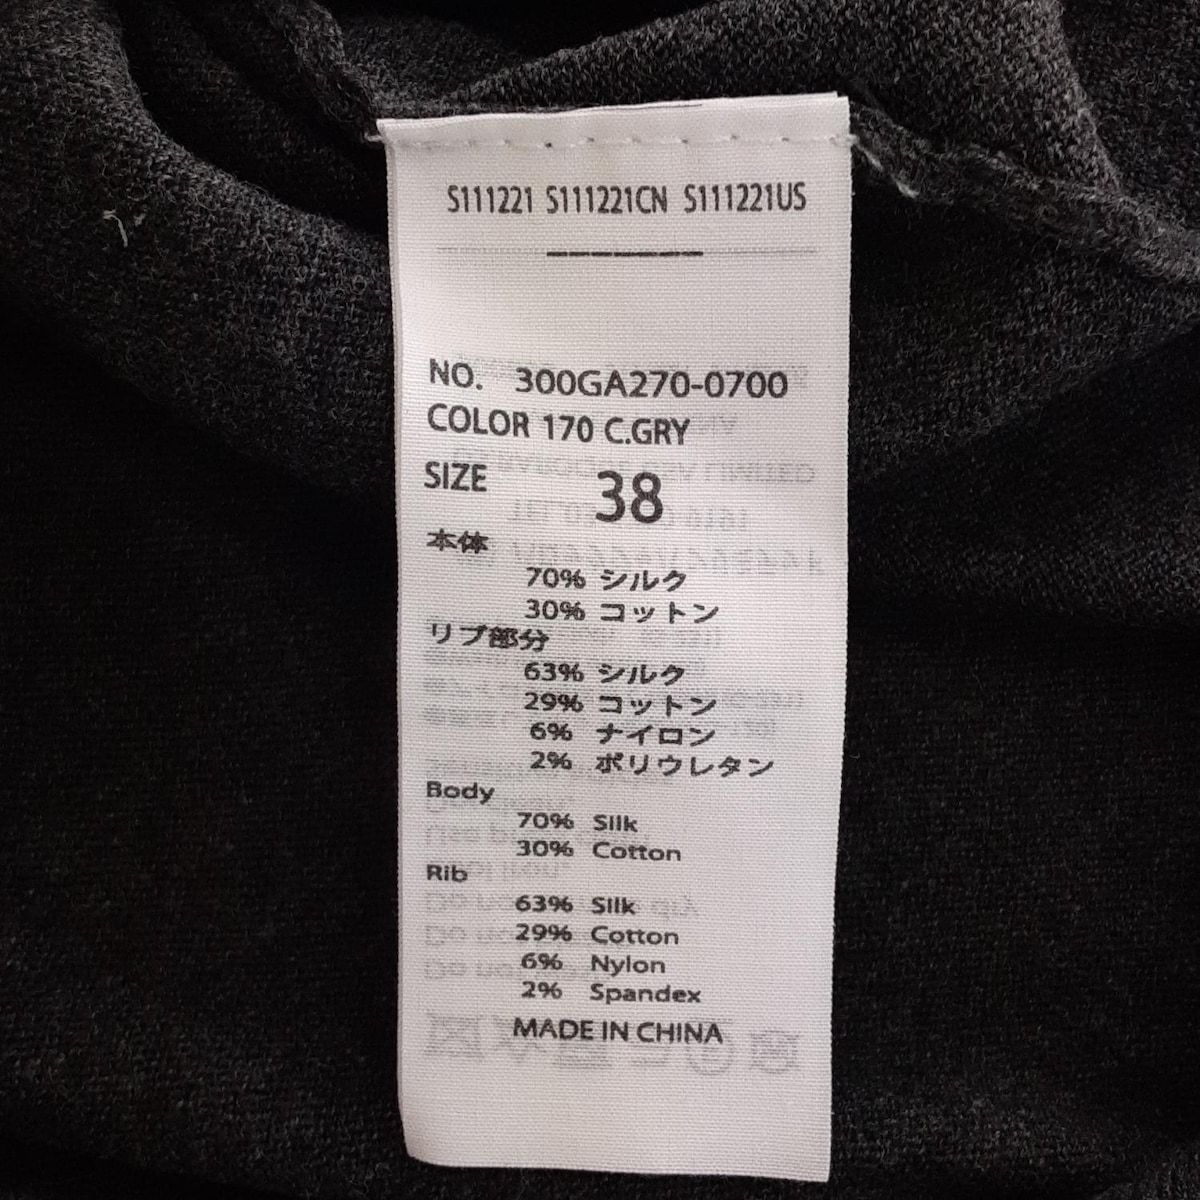 S111221 S111221CN S111221US
NO. 300GA270-0700
COLOR 170 C.GRY
SIZE 38
本体
70% シルク
30% コットン
リブ部分
63% シルク
29% コットン
6% ナイロン
2% ポリウレタン
Body
70% Silk
30% Cotton
Rib
63% Silk
29% Cotton
6% Nylon
2% Spandex
MADE IN CHINA